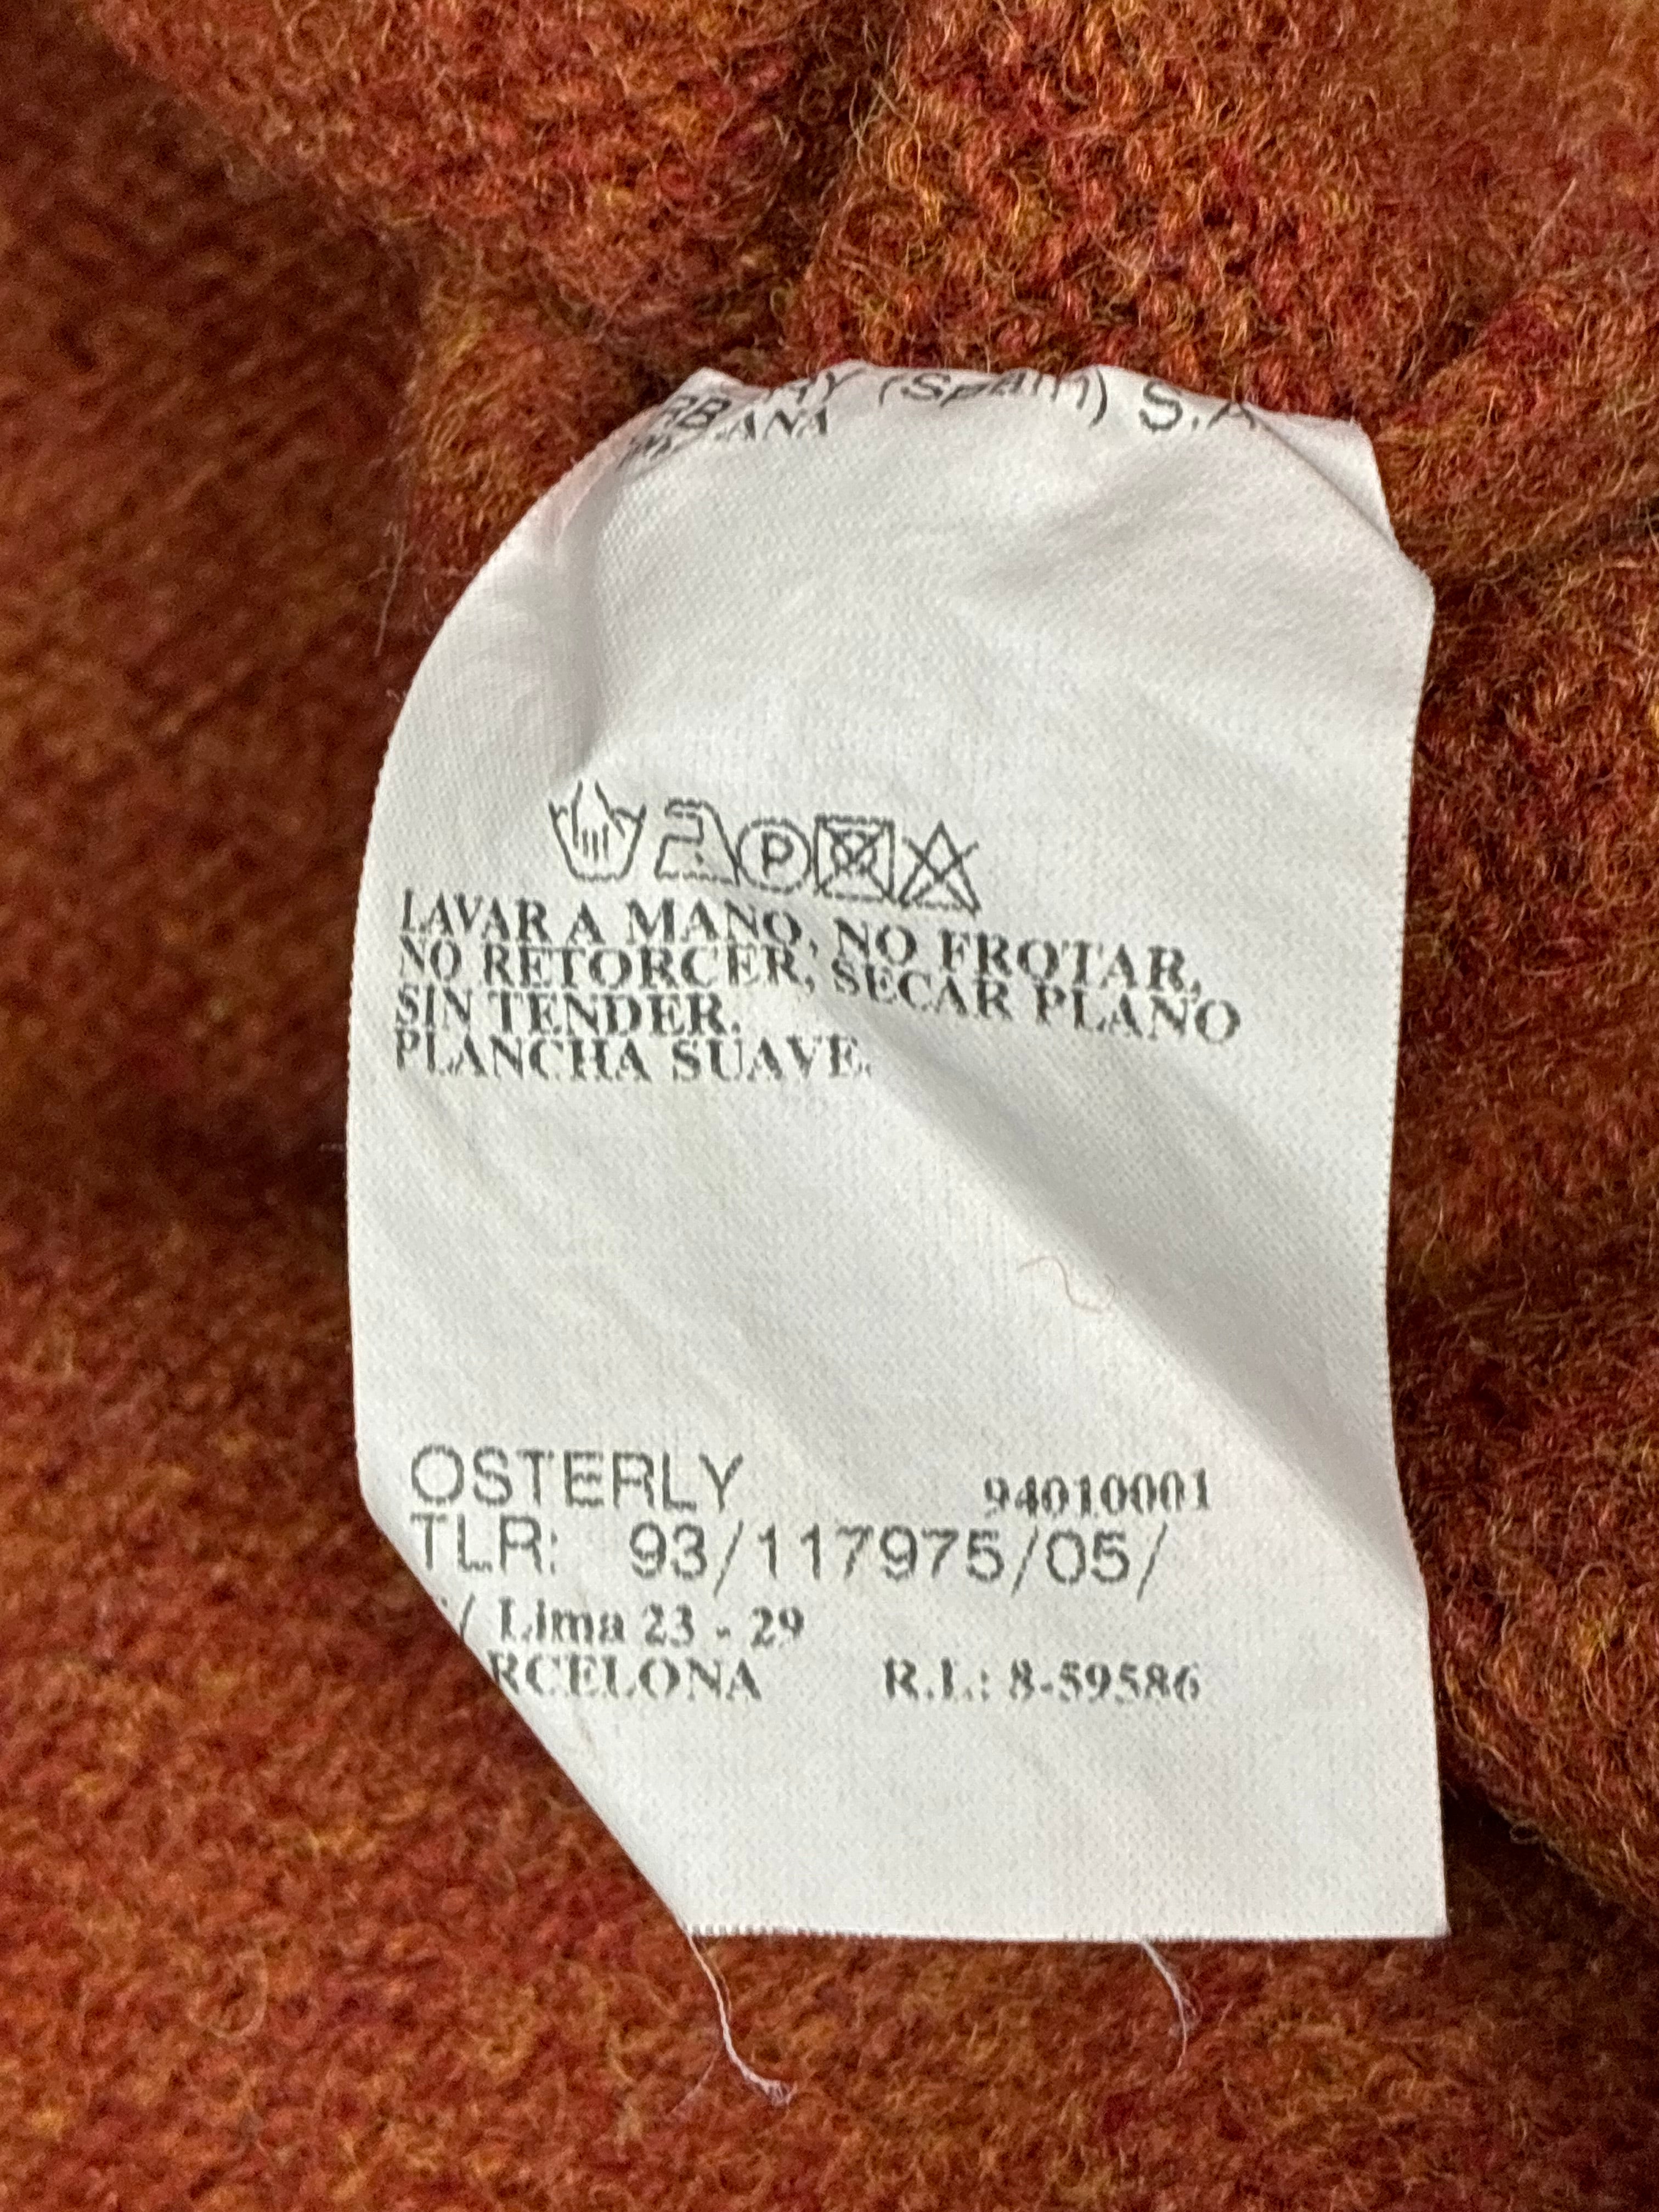 (Spain) S.A
LAVAR A MANO, NO FROTAR,
NO RETORCER, SECAR PLANO
SIN TENDER.
PLANCHA SUAVE.
OSTERLY 94010001
TLR: 93/117975/05/
/ Lima 23 - 29
RCELONA R.I.: 8-59586